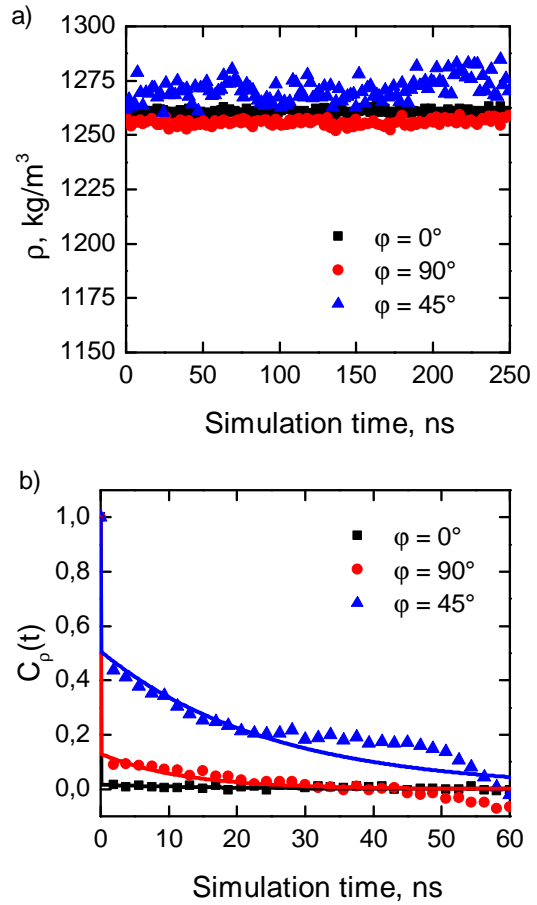 a)
1300
1275
1250
1225
1200
1175
1150
ρ, kg/m³
φ = 0°
φ = 90°
φ = 45°
0 50 100 150 200 250
Simulation time, ns
b)
1,0
0,8
0,6
0,4
0,2
0,0
Cρ(t)
φ = 0°
φ = 90°
φ = 45°
0 10 20 30 40 50 60
Simulation time, ns